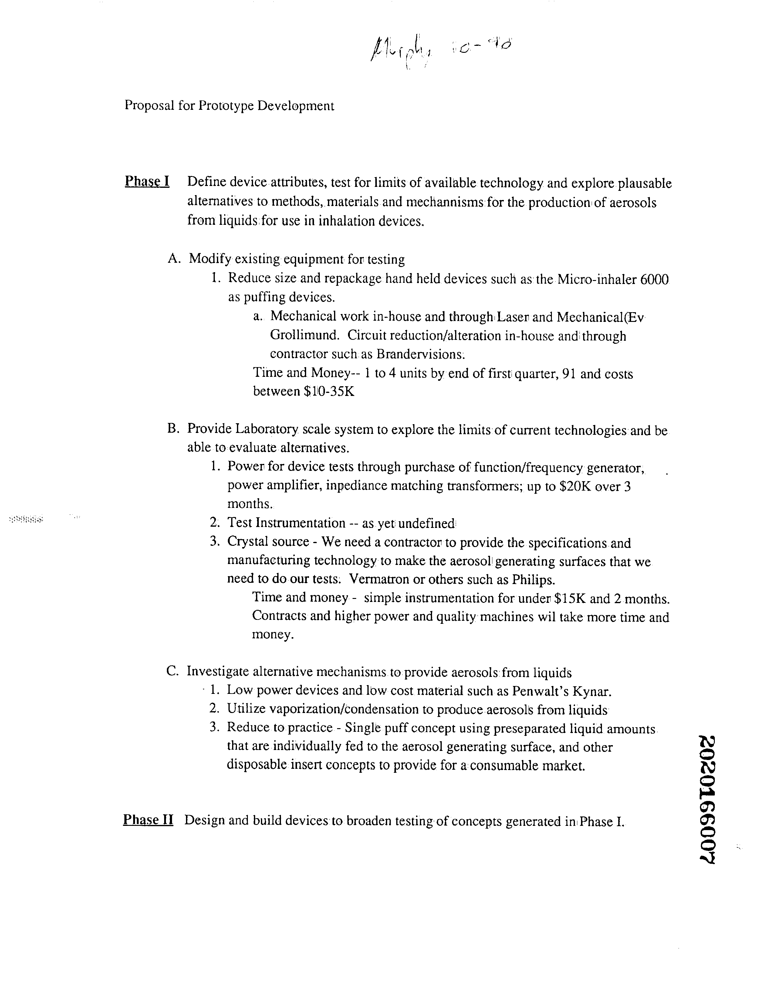 Murphy 10-90
Proposal for Prototype Development
Phase I Define device attributes, test for limits of available technology and explore plausable
alternatives to methods, materials and mechannisms for the production of aerosols
from liquids for use in inhalation devices.
A. Modify existing equipment for testing
1. Reduce size and repackage hand held devices such as the Micro-inhaler 6000
as puffing devices.
a. Mechanical work in-house and through Laser and Mechanical(Ev
Grollimund. Circuit reduction/alteration in-house and through
contractor such as Brandervisions.
Time and Money-- 1 to 4 units by end of first quarter, 91 and costs
between $10-35K
B. Provide Laboratory scale system to explore the limits of current technologies and be
able to evaluate alternatives.
1. Power for device tests through purchase of function/frequency generator,
power amplifier, inpediance matching transformers; up to $20K over 3
months.
2. Test Instrumentation -- as yet undefined
3. Crystal source - We need a contractor to provide the specifications and
manufacturing technology to make the aerosol generating surfaces that we
need to do our tests. Vermatron or others such as Philips.
Time and money - simple instrumentation for under $15K and 2 months.
Contracts and higher power and quality machines wil take more time and
money.
C. Investigate alternative mechanisms to provide aerosols from liquids
1. Low power devices and low cost material such as Penwalt's Kynar.
2. Utilize vaporization/condensation to produce aerosols from liquids
3. Reduce to practice - Single puff concept using preseparated liquid amounts
that are individually fed to the aerosol generating surface, and other
disposable insert concepts to provide for a consumable market.
Phase II Design and build devices to broaden testing of concepts generated in Phase I.
2020166007